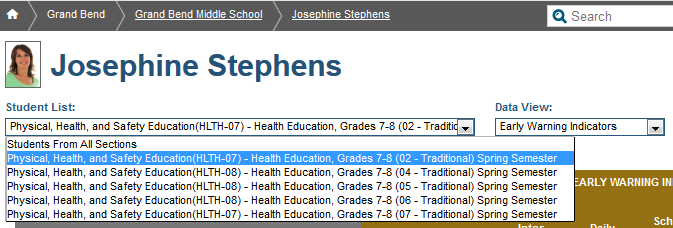 Grand Bend Grand Bend Middle School Josephine Stephens Search
Josephine Stephens
Student List: Data View:
Physical, Health, and Safety Education(HLTH-07) - Health Education, Grades 7-8 (02 - Traditic Early Warning Indicators
Students From All Sections
Physical, Health, and Safety Education(HLTH-07) - Health Education, Grades 7-8 (02 - Traditional) Spring Semester
Physical, Health, and Safety Education(HLTH-08) - Health Education, Grades 7-8 (04 - Traditional) Spring Semester
EARLY WARNING IN
Physical, Health, and Safety Education(HLTH-08) - Health Education, Grades 7-8 (05 - Traditional) Spring Semester
Physical, Health, and Safety Education(HLTH-08) - Health Education, Grades 7-8 (06 - Traditional) Spring Semester
Physical, Health, and Safety Education(HLTH-07) - Health Education, Grades 7-8 (07 - Traditional) Spring Semester
Sch
Daily